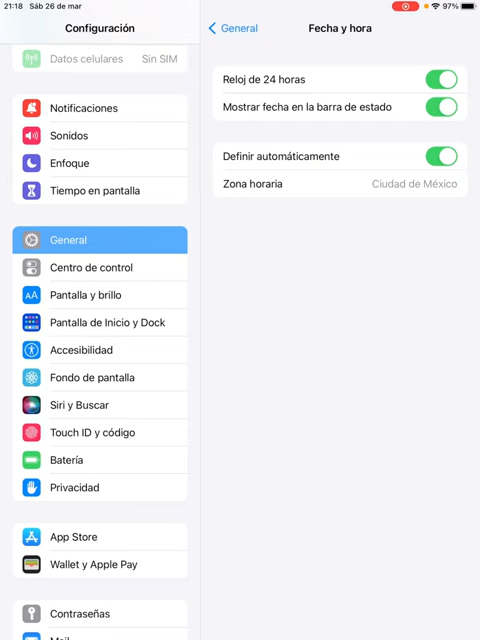 21:18 Sáb 26 de mar
97%
Configuración
Datos celulares Sin SIM
Notificaciones
Sonidos
Enfoque
Tiempo en pantalla
General
Centro de control
AA Pantalla y brillo
Pantalla de Inicio y Dock
Accesibilidad
Fondo de pantalla
Siri y Buscar
Touch ID y código
Batería
Privacidad
App Store
Wallet y Apple Pay
Contraseñas
Mail
General
Fecha y hora
Reloj de 24 horas
Mostrar fecha en la barra de estado
Definir automáticamente
Zona horaria Ciudad de México